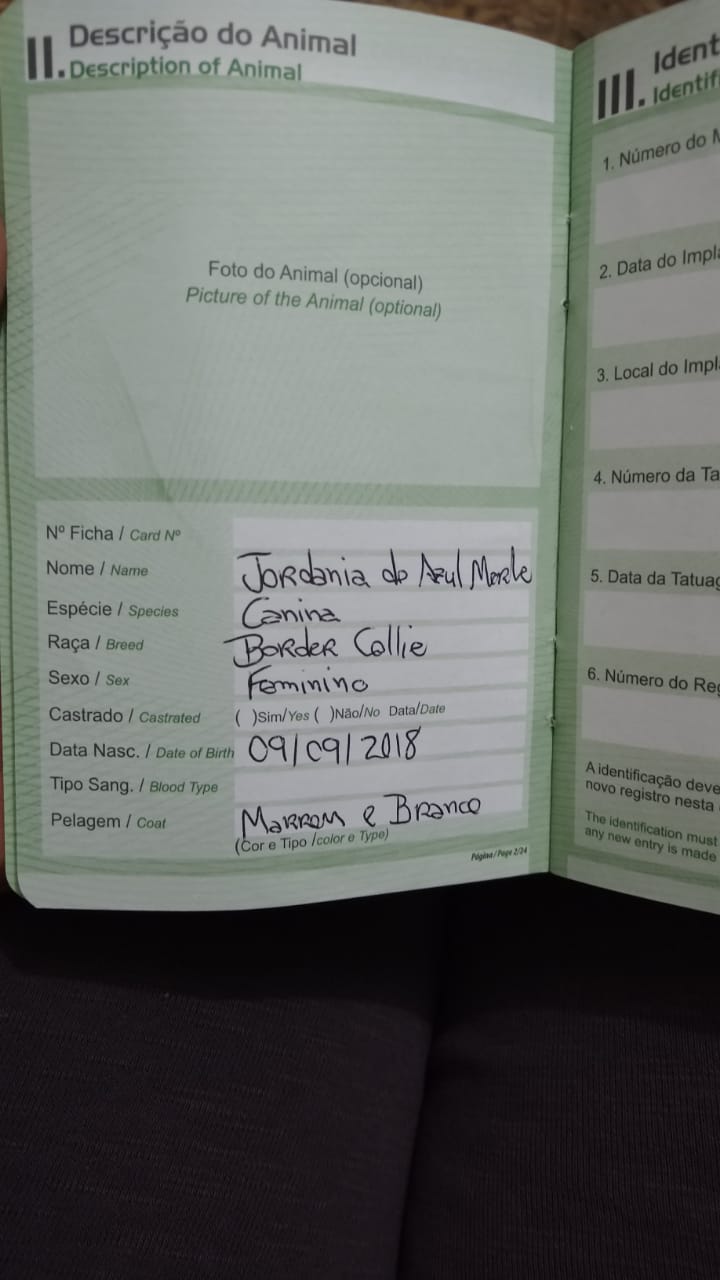 II. Descrição do Animal
Description of Animal
Foto do Animal (opcional)
Picture of the Animal (optional)
Nº Ficha / Card Nº
Nome / Name Jordania do Azul Merle
Espécie / Species Canina
Raça / Breed Border Collie
Sexo / Sex Feminino
Castrado / Castrated ( )Sim/Yes ( )Não/No Data/Date
Data Nasc. / Date of Birth 09/09/2018
Tipo Sang. / Blood Type
Pelagem / Coat Marrom e Branco
(Cor e Tipo /color e Type)
Página/Page 2/24
III. Ident
Identif
1. Número do M
2. Data do Impla
3. Local do Impl
4. Número da Ta
5. Data da Tatuag
6. Número do Reg
A identificação deve
novo registro nesta
The identification must
any new entry is made